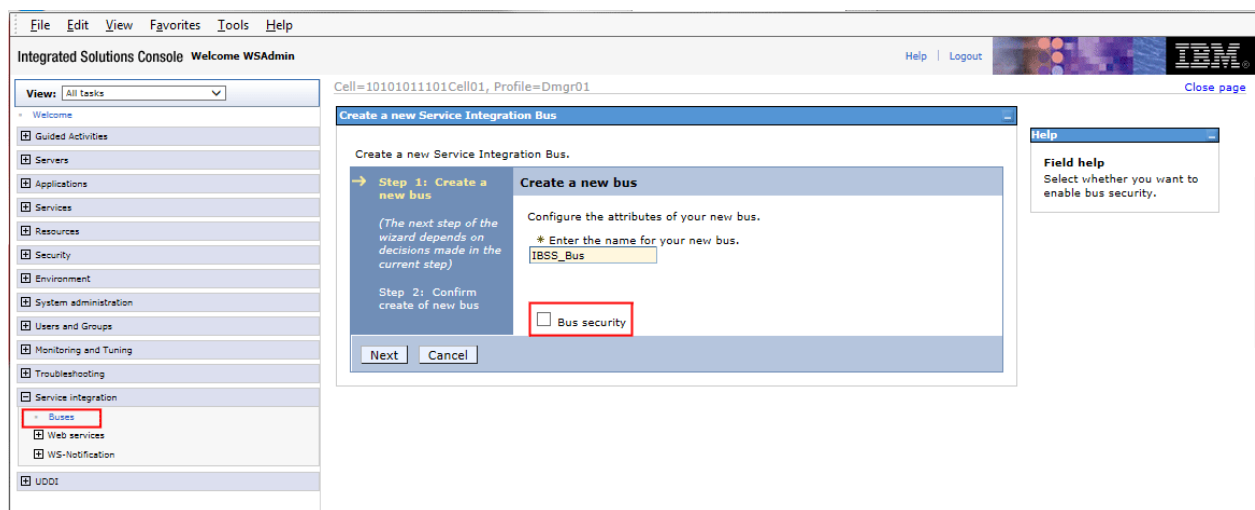 File Edit View Favorites Tools Help
Integrated Solutions Console Welcome WSAdmin
Help | Logout
IBM®
View: All tasks
Welcome
Guided Activities
Servers
Applications
Services
Resources
Security
Environment
System administration
Users and Groups
Monitoring and Tuning
Troubleshooting
Service integration
Buses
Web services
WS-Notification
UDDI
Cell=10101011101Cell01, Profile=Dmgr01
Close page
Create a new Service Integration Bus
Create a new Service Integration Bus.
Step 1: Create a
new bus
(The next step of the
wizard depends on
decisions made in the
current step)
Step 2: Confirm
create of new bus
Create a new bus
Configure the attributes of your new bus.
* Enter the name for your new bus.
IBSS_Bus
Bus security
Next Cancel
Help
Field help
Select whether you want to
enable bus security.